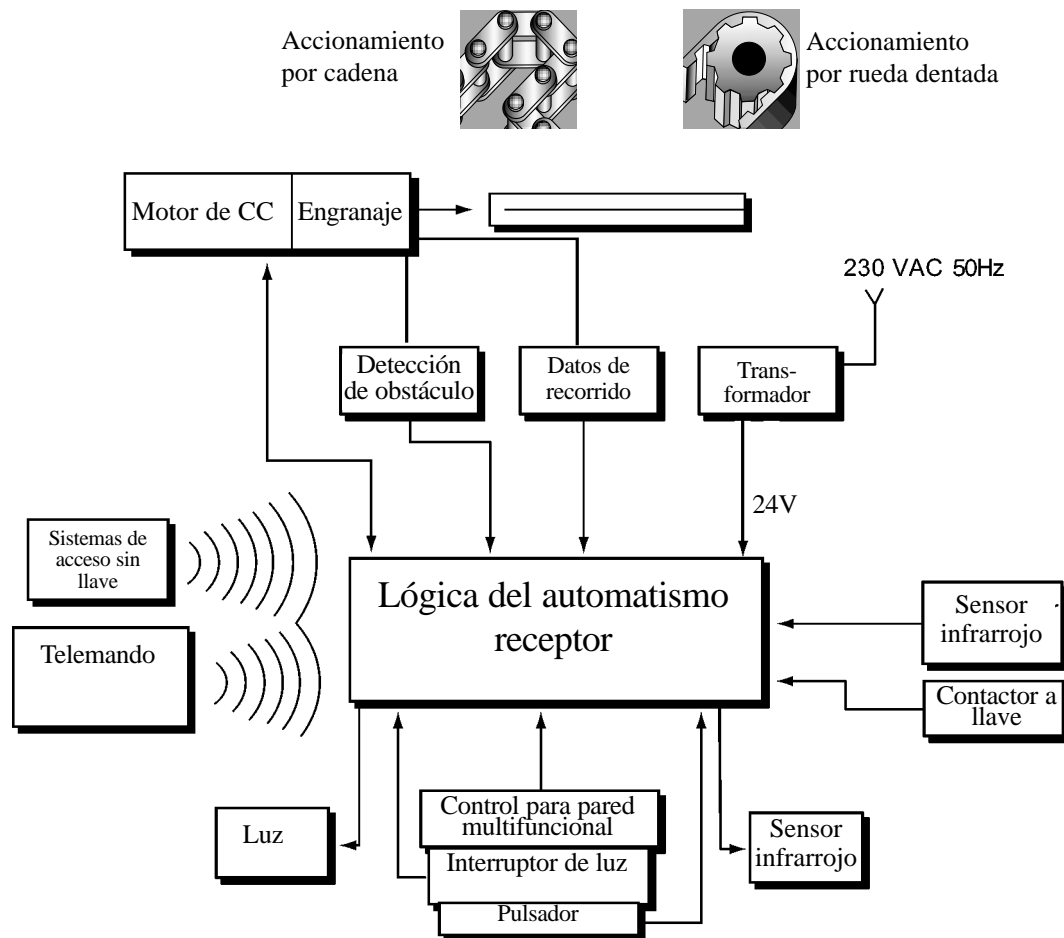 Accionamiento
por cadena
Accionamiento
por rueda dentada
Motor de CC
Engranaje
230 VAC 50Hz
Detección
de obstáculo
Datos de
recorrido
Trans-
formador
24V
Sistemas de
acceso sin
llave
Telemando
Lógica del automatismo
receptor
Sensor
infrarrojo
Contactor a
llave
Luz
Control para pared
multifuncional
Interruptor de luz
Pulsador
Sensor
infrarrojo